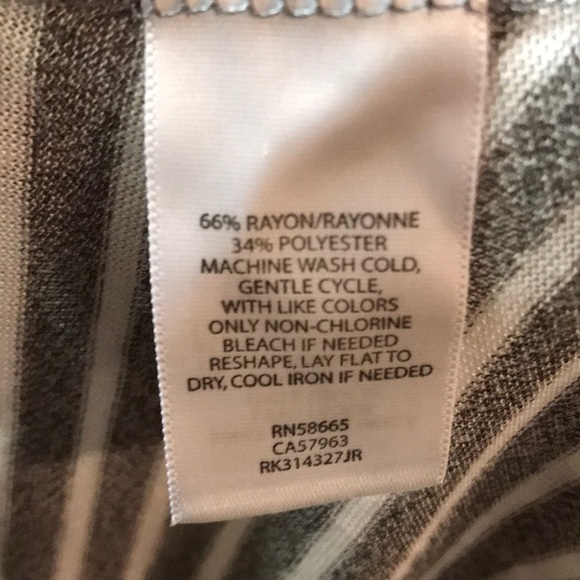 66% RAYON/RAYONNE
34% POLYESTER
MACHINE WASH COLD,
GENTLE CYCLE,
WITH LIKE COLORS
ONLY NON-CHLORINE
BLEACH IF NEEDED
RESHAPE, LAY FLAT TO
DRY, COOL IRON IF NEEDED
RN58665
CA57963
RK314327JR